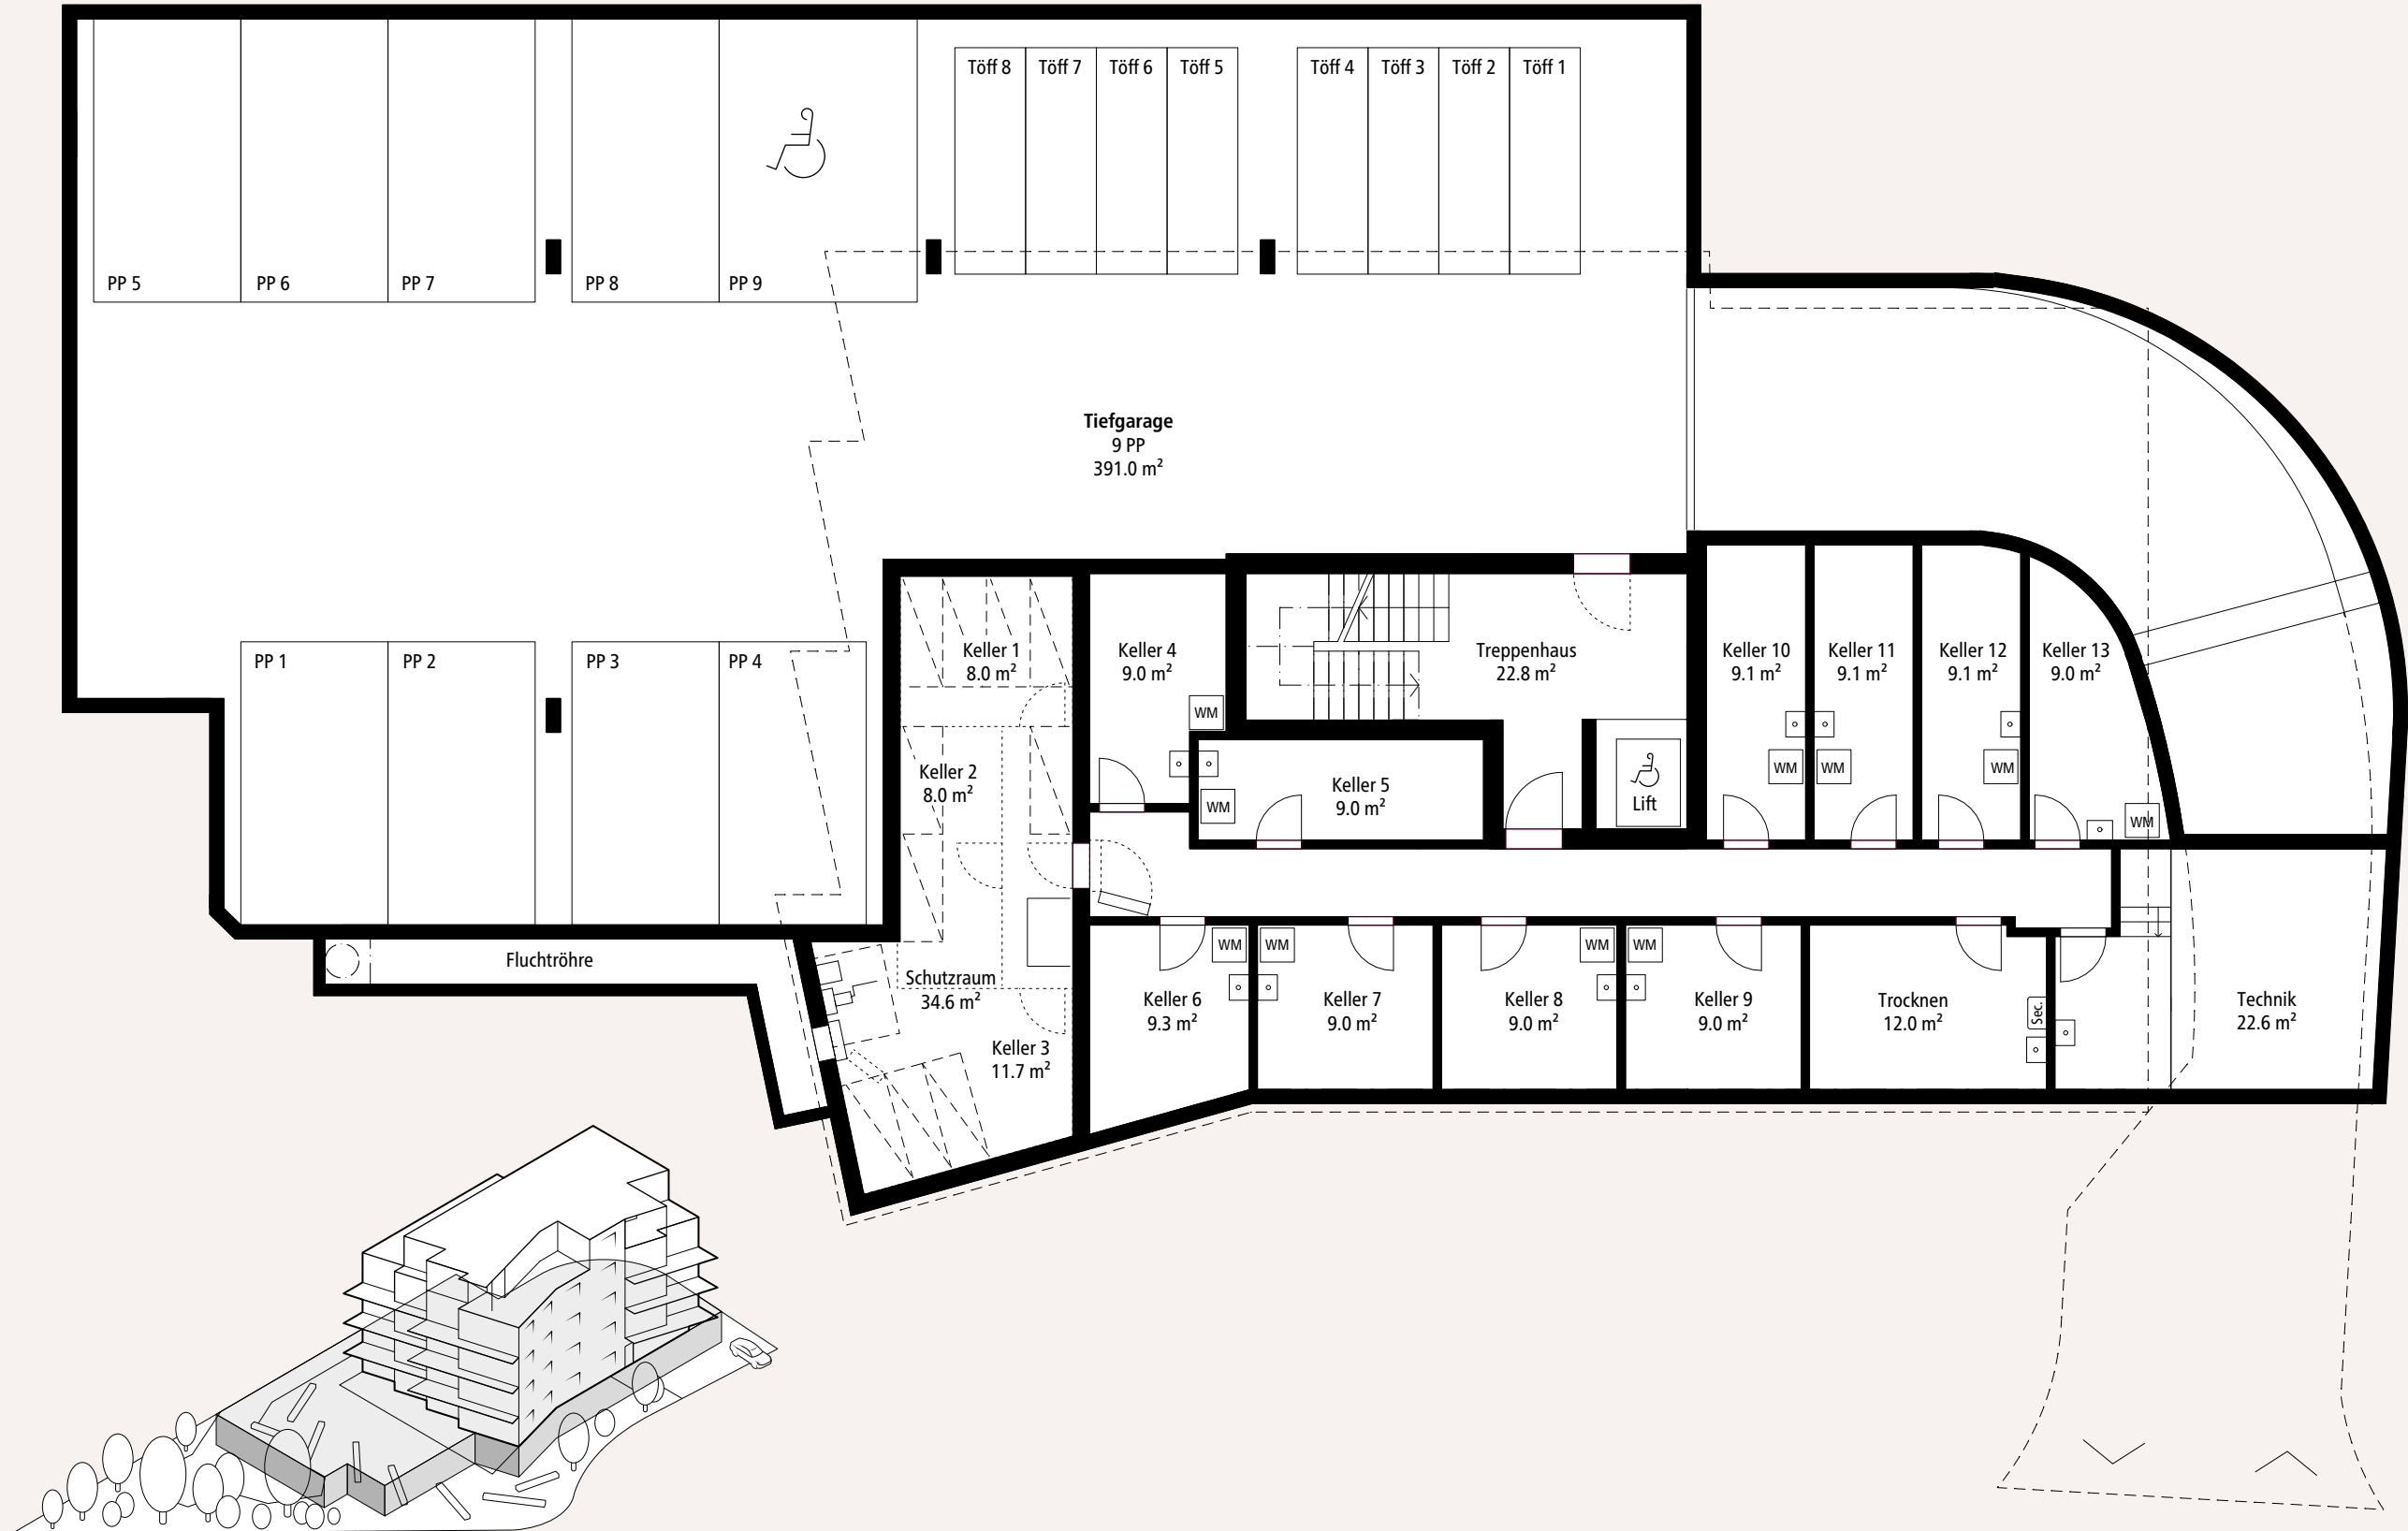 Töff 8
Töff 7
Töff 6
Töff 5
Töff 4
Töff 3
Töff 2
Töff 1
PP 5
PP 6
PP 7
PP 8
PP 9
Tiefgarage
9 PP
391.0 m²
PP 1
PP 2
PP 3
PP 4
Keller 1
8.0 m²
Keller 4
9.0 m²
WM
Treppenhaus
22.8 m²
Keller 10
9.1 m²
WM
Keller 11
9.1 m²
WM
Keller 12
9.1 m²
WM
Keller 13
9.0 m²
WM
Keller 2
8.0 m²
Keller 5
9.0 m²
WM
Lift
Fluchtröhre
Schutzraum
34.6 m²
Keller 3
11.7 m²
Keller 6
9.3 m²
WM
Keller 7
9.0 m²
WM
Keller 8
9.0 m²
WM
Keller 9
9.0 m²
WM
Trocknen
12.0 m²
Sec.
Technik
22.6 m²